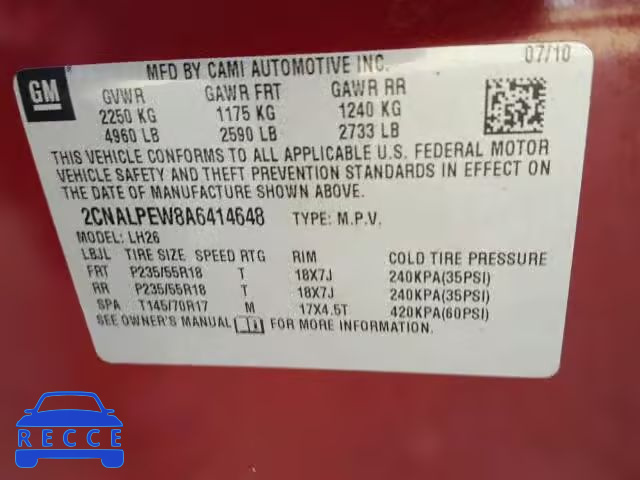 GM
MFD BY CAMI AUTOMOTIVE INC.
07/10
GVWR GAWR FRT GAWR RR
2250 KG 1175 KG 1240 KG
4960 LB 2590 LB 2733 LB
THIS VEHICLE CONFORMS TO ALL APPLICABLE U.S. FEDERAL MOTOR
VEHICLE SAFETY AND THEFT PREVENTION STANDARDS IN EFFECT ON
THE DATE OF MANUFACTURE SHOWN ABOVE.
2CNALPEW8A6414648 TYPE: M.P.V.
MODEL: LH26
LBJL TIRE SIZE SPEED RTG RIM COLD TIRE PRESSURE
FRT P235/55R18 T 18X7J 240KPA(35PSI)
RR P235/55R18 T 18X7J 240KPA(35PSI)
SPA T145/70R17 M 17X4.5T 420KPA(60PSI)
SEE OWNER'S MANUAL FOR MORE INFORMATION.
RECCE